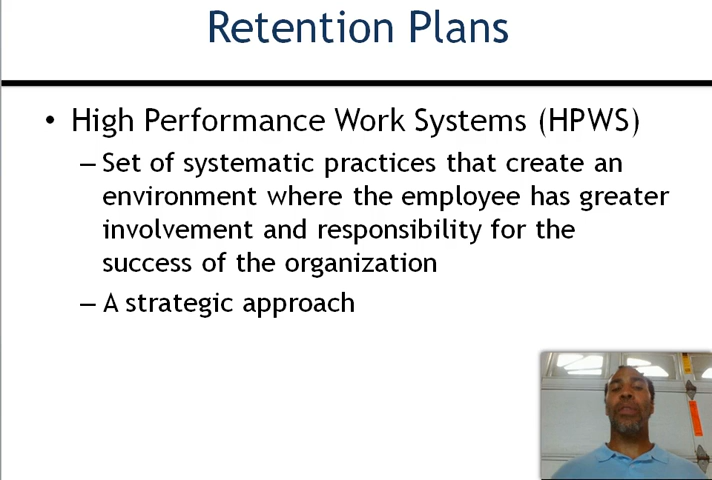 Retention Plans
• High Performance Work Systems (HPWS)
– Set of systematic practices that create an
environment where the employee has greater
involvement and responsibility for the
success of the organization
– A strategic approach